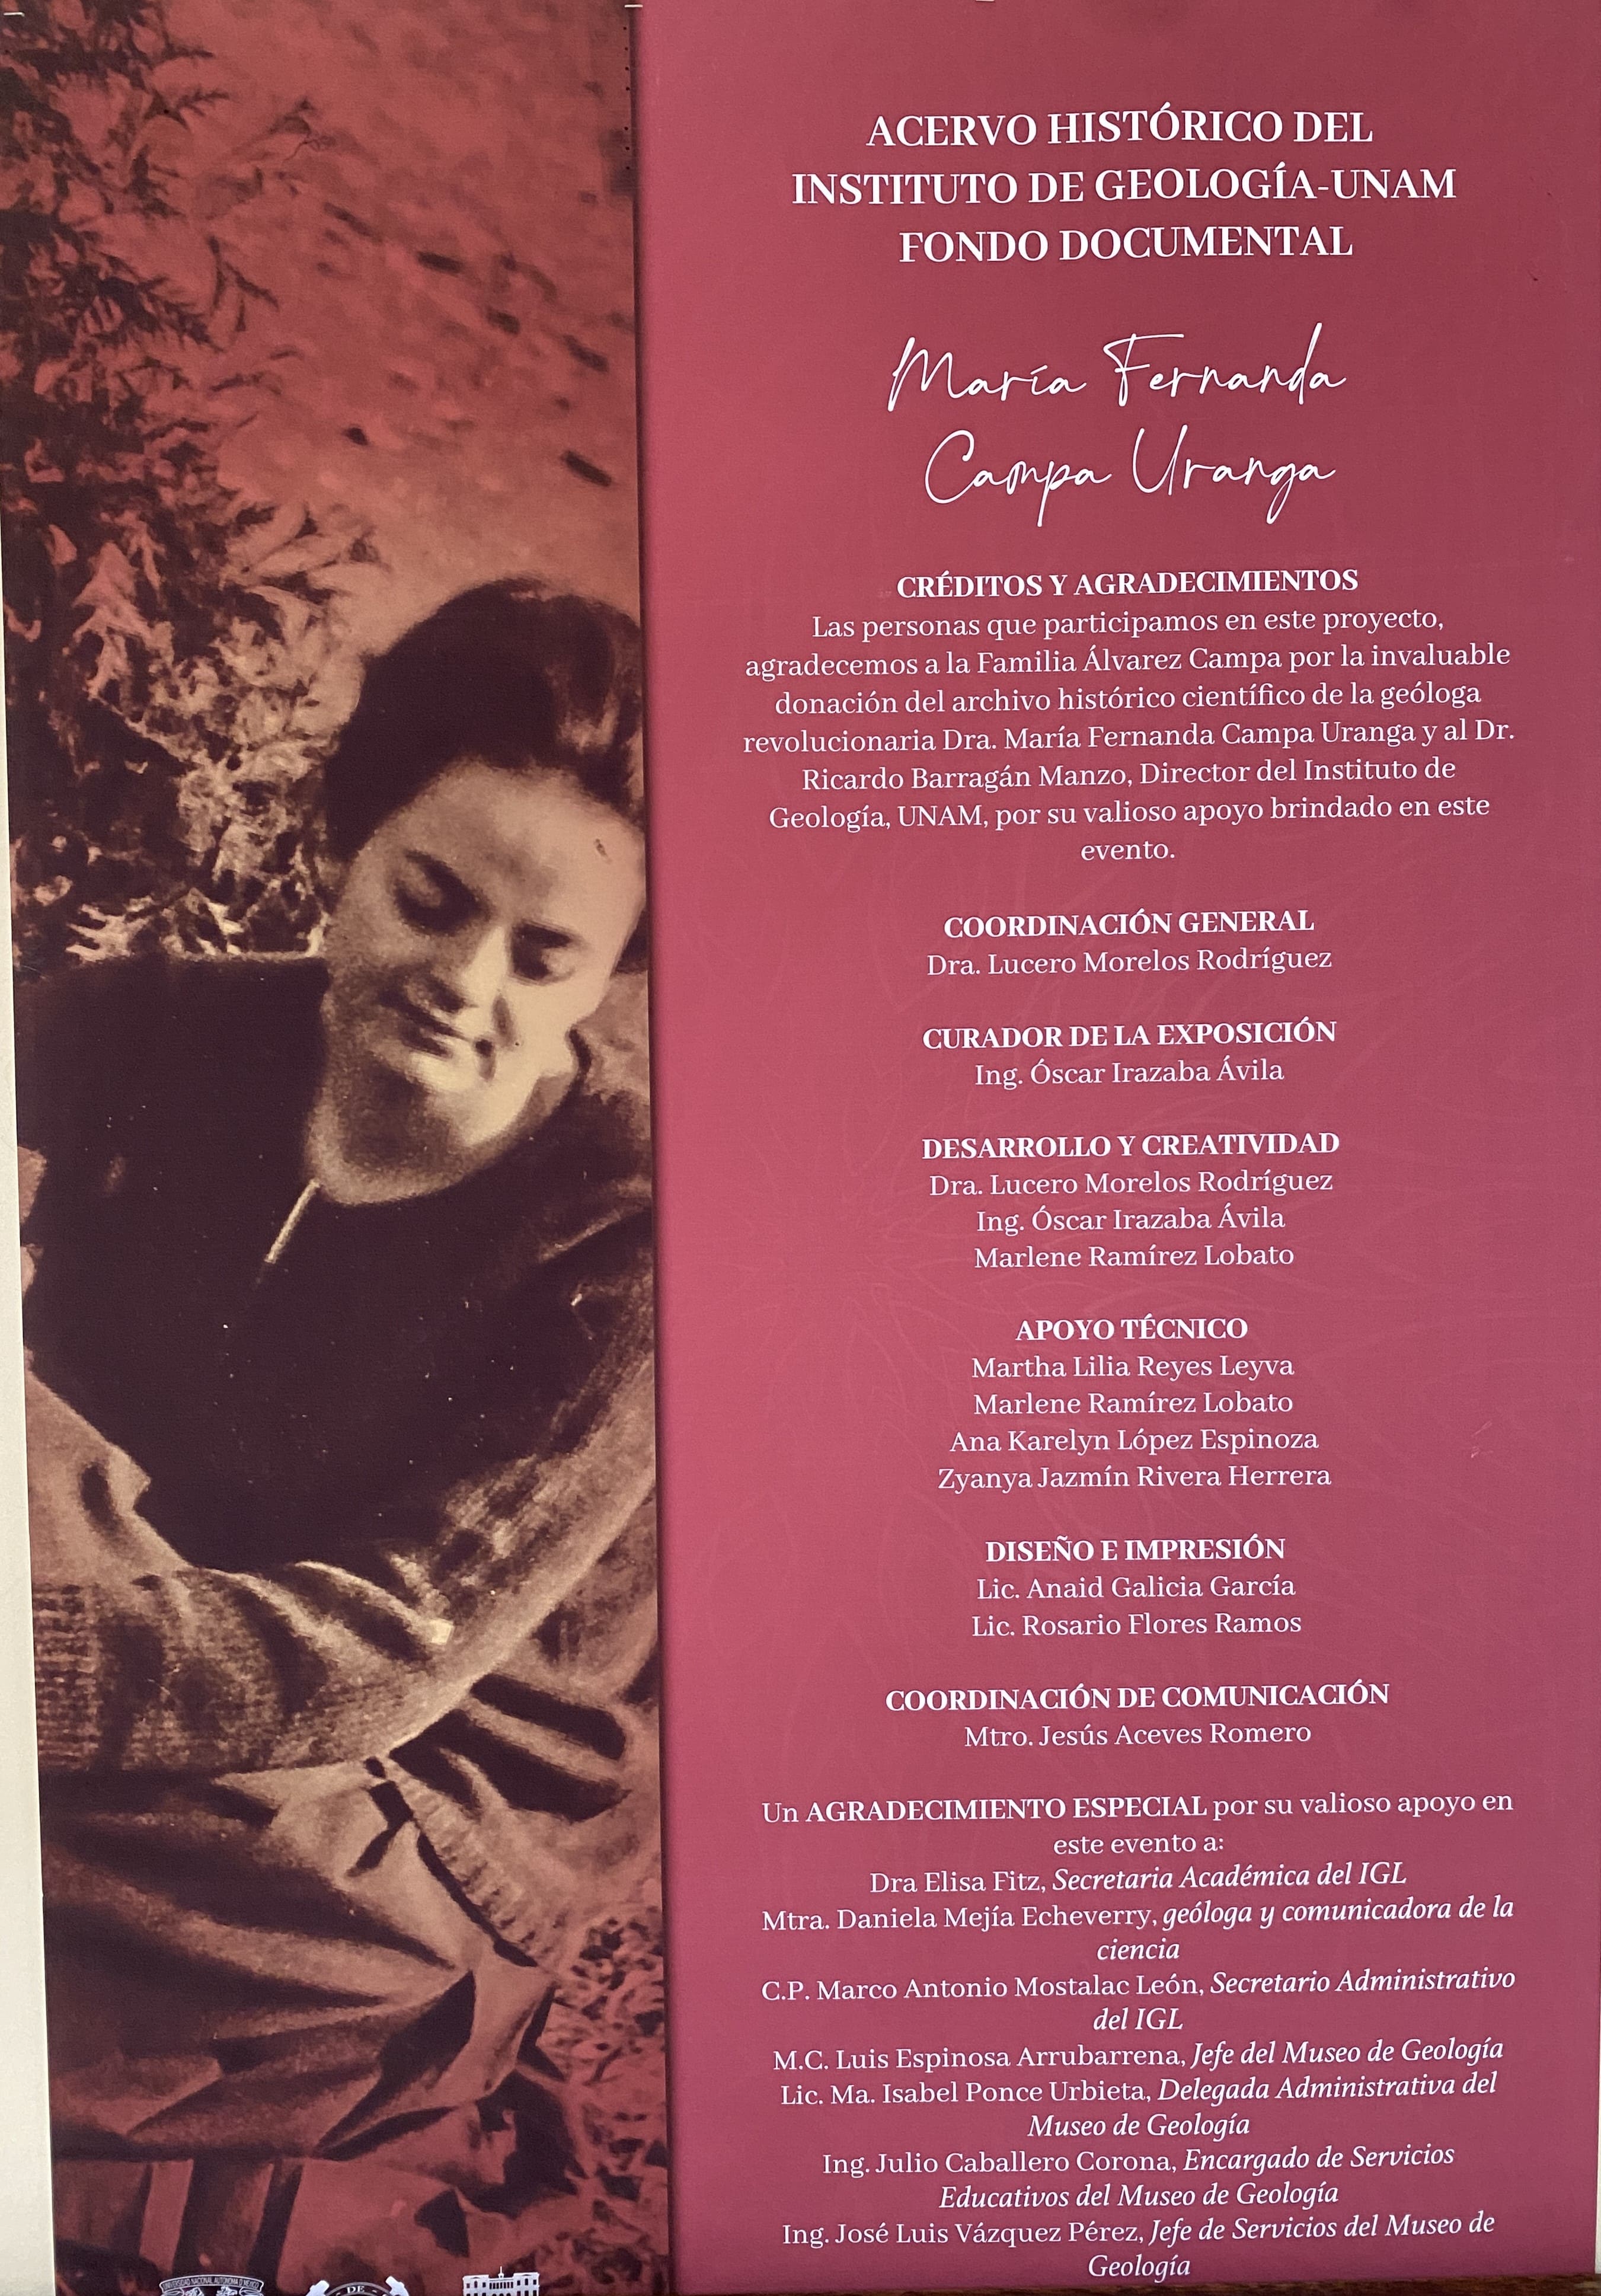 ACERVO HISTÓRICO DEL
INSTITUTO DE GEOLOGÍA-UNAM
FONDO DOCUMENTAL
María Fernanda
Campa Uranga
CRÉDITOS Y AGRADECIMIENTOS
Las personas que participamos en este proyecto,
agradecemos a la Familia Álvarez Campa por la invaluable
donación del archivo histórico científico de la geóloga
revolucionaria Dra. María Fernanda Campa Uranga y al Dr.
Ricardo Barragán Manzo, Director del Instituto de
Geología, UNAM, por su valioso apoyo brindado en este
evento.
COORDINACIÓN GENERAL
Dra. Lucero Morelos Rodríguez
CURADOR DE LA EXPOSICIÓN
Ing. Óscar Irazaba Ávila
DESARROLLO Y CREATIVIDAD
Dra. Lucero Morelos Rodríguez
Ing. Óscar Irazaba Ávila
Marlene Ramírez Lobato
APOYO TÉCNICO
Martha Lilia Reyes Leyva
Marlene Ramírez Lobato
Ana Karelyn López Espinoza
Zyanya Jazmín Rivera Herrera
DISEÑO E IMPRESIÓN
Lic. Anaid Galicia García
Lic. Rosario Flores Ramos
COORDINACIÓN DE COMUNICACIÓN
Mtro. Jesús Aceves Romero
Un AGRADECIMIENTO ESPECIAL por su valioso apoyo en
este evento a:
Dra Elisa Fitz, Secretaria Académica del IGL
Mtra. Daniela Mejía Echeverry, geóloga y comunicadora de la
ciencia
C.P. Marco Antonio Mostalac León, Secretario Administrativo
del IGL
M.C. Luis Espinosa Arrubarrena, Jefe del Museo de Geología
Lic. Ma. Isabel Ponce Urbieta, Delegada Administrativa del
Museo de Geología
Ing. Julio Caballero Corona, Encargado de Servicios
Educativos del Museo de Geología
Ing. José Luis Vázquez Pérez, Jefe de Servicios del Museo de
Geología
UNIVERSIDAD NACIONAL AUTÓNOMA DE MÉXICO
DE